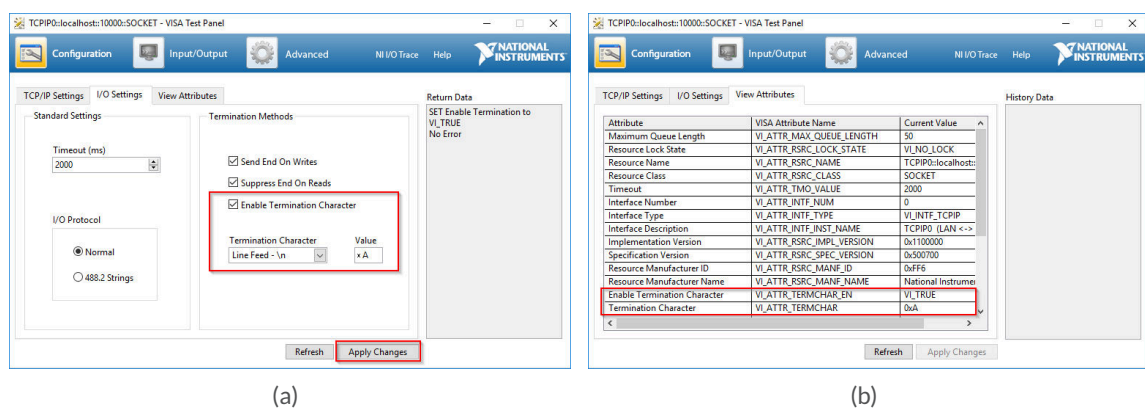 TCPIP0::localhost::10000::SOCKET - VISA Test Panel
Configuration Input/Output Advanced NI I/O Trace Help NATIONAL INSTRUMENTS
TCP/IP Settings I/O Settings View Attributes
Return Data
Standard Settings
Termination Methods
SET Enable Termination to
VI_TRUE
No Error
Timeout (ms)
2000
Send End On Writes
Suppress End On Reads
Enable Termination Character
I/O Protocol
Normal
488.2 Strings
Termination Character Value
Line Feed - \n xA
Refresh Apply Changes
(a)
TCPIP0::localhost::10000::SOCKET - VISA Test Panel
Configuration Input/Output Advanced NI I/O Trace Help NATIONAL INSTRUMENTS
TCP/IP Settings I/O Settings View Attributes
History Data
Attribute VISA Attribute Name Current Value
Maximum Queue Length VI_ATTR_MAX_QUEUE_LENGTH 50
Resource Lock State VI_ATTR_RSRC_LOCK_STATE VI_NO_LOCK
Resource Name VI_ATTR_RSRC_NAME TCPIP0::localhost::
Resource Class VI_ATTR_RSRC_CLASS SOCKET
Timeout VI_ATTR_TMO_VALUE 2000
Interface Number VI_ATTR_INTF_NUM 0
Interface Type VI_ATTR_INTF_TYPE VI_INTF_TCPIP
Interface Description VI_ATTR_INTF_INST_NAME TCPIP0 (LAN <->
Implementation Version VI_ATTR_RSRC_IMPL_VERSION 0x1100000
Specification Version VI_ATTR_RSRC_SPEC_VERSION 0x500700
Resource Manufacturer ID VI_ATTR_RSRC_MANF_ID 0xFF6
Resource Manufacturer Name VI_ATTR_RSRC_MANF_NAME National Instrumen
Enable Termination Character VI_ATTR_TERMCHAR_EN VI_TRUE
Termination Character VI_ATTR_TERMCHAR 0xA
Refresh Apply Changes
(b)